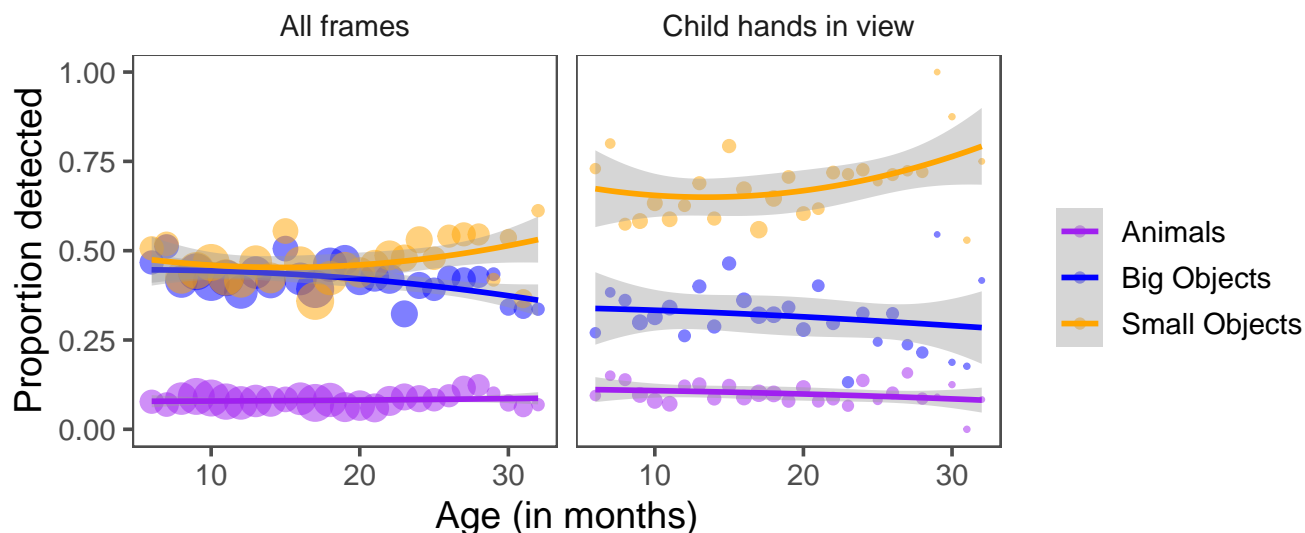 All frames
Child hands in view
Proportion detected
1.00
0.75
0.50
0.25
0.00
10 20 30
10 20 30
Age (in months)
Animals
Big Objects
Small Objects